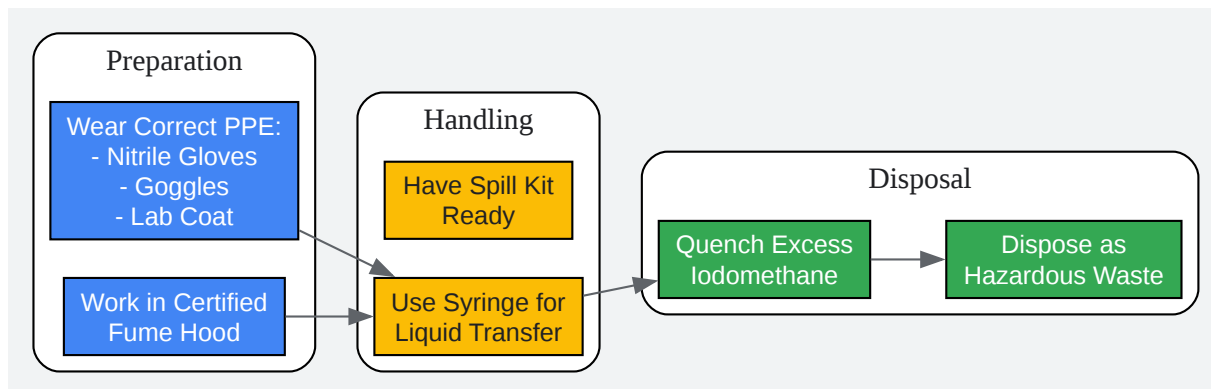 Preparation
Wear Correct PPE:
- Nitrile Gloves
- Goggles
- Lab Coat
Work in Certified
Fume Hood
Handling
Have Spill Kit
Ready
Use Syringe for
Liquid Transfer
Disposal
Quench Excess
Iodomethane
Dispose as
Hazardous Waste